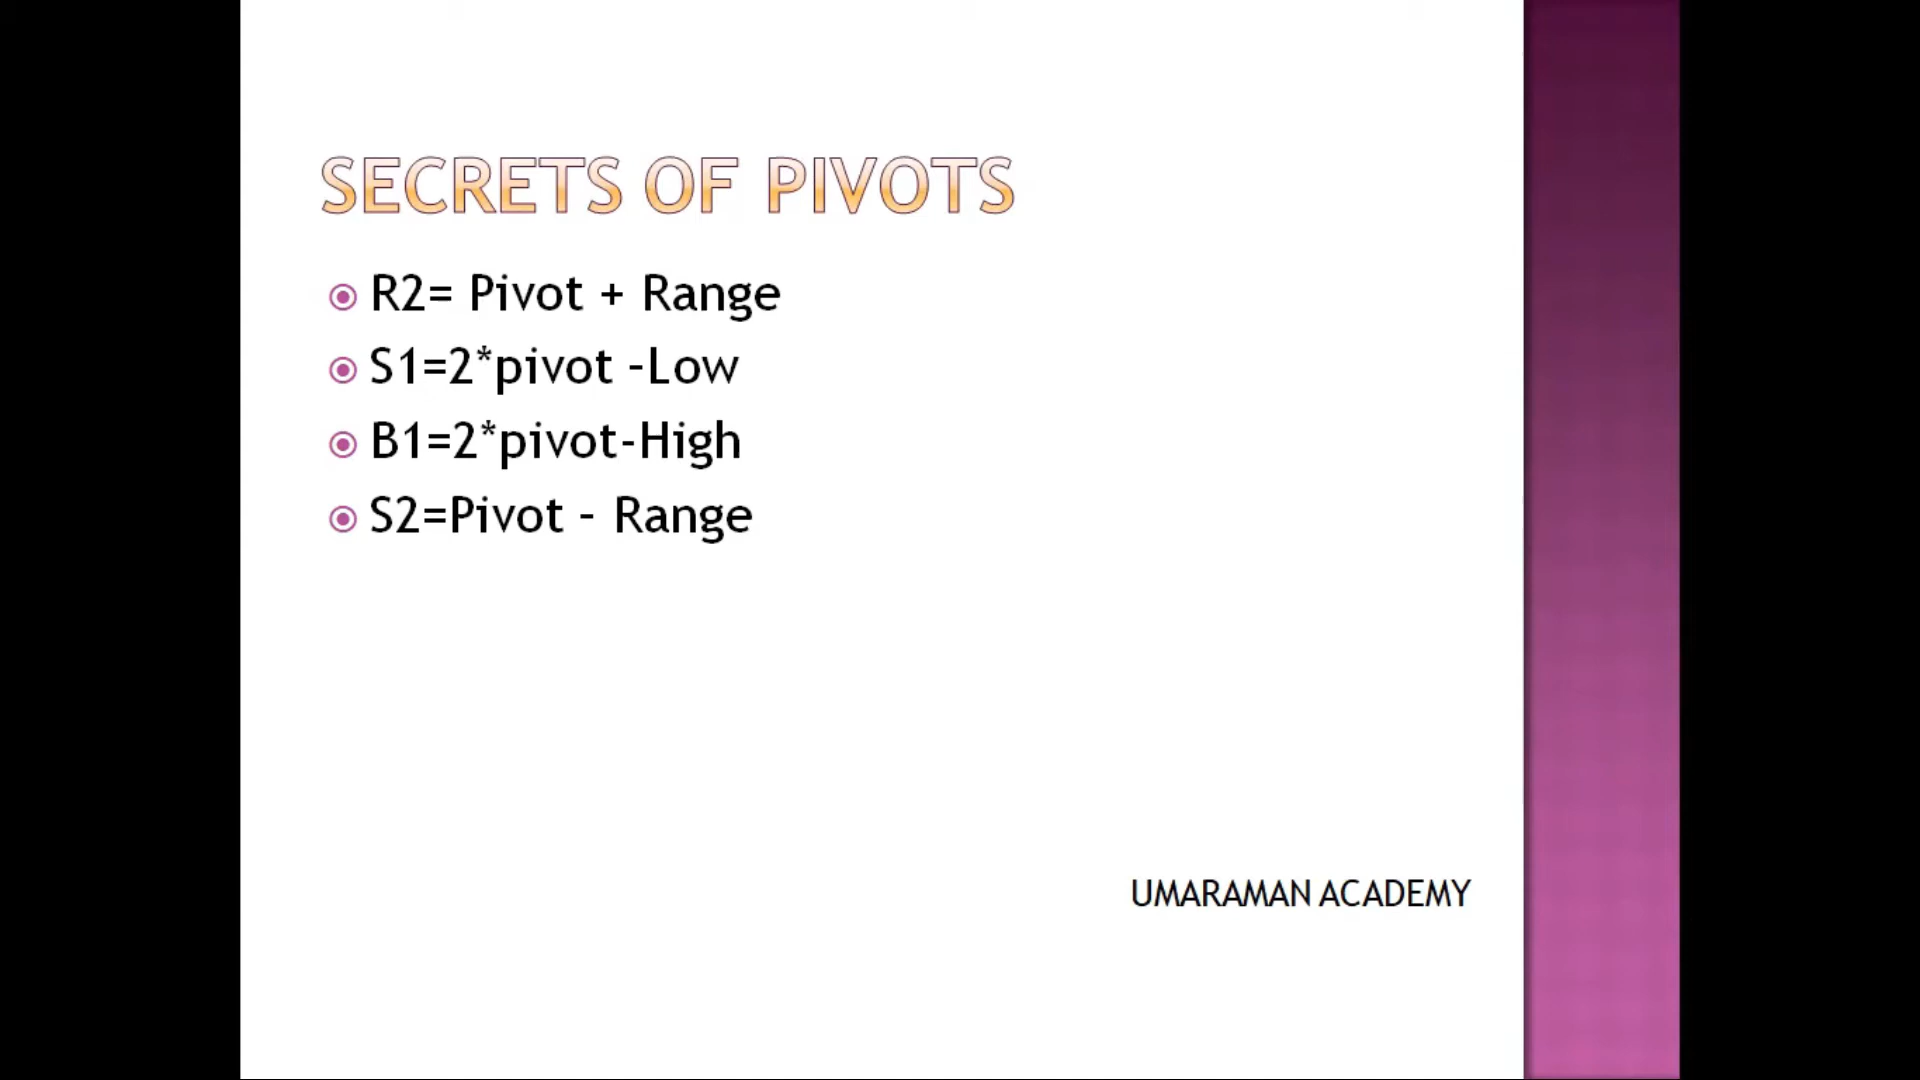 SECRETS OF PIVOTS
R2= Pivot + Range
S1=2*pivot -Low
B1=2*pivot-High
S2=Pivot - Range
UMARAMAN ACADEMY